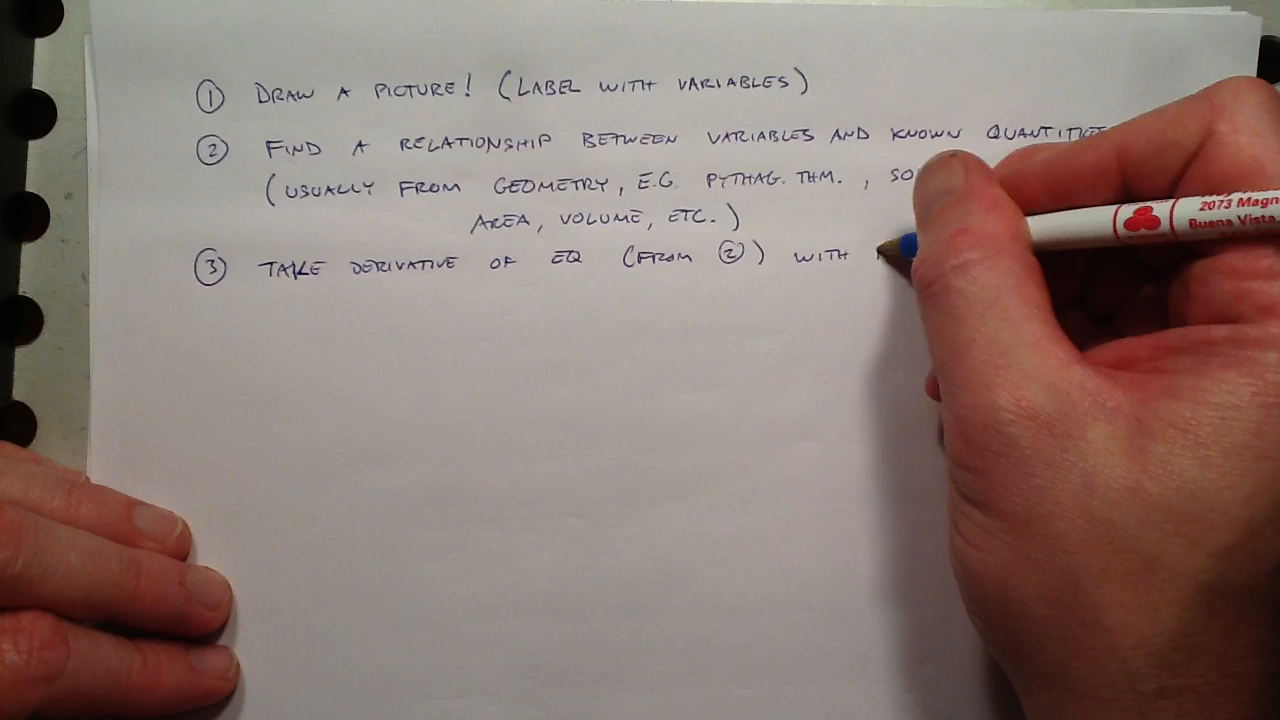 ① DRAW A PICTURE! (LABEL WITH VARIABLES)
② FIND A RELATIONSHIP BETWEEN VARIABLES AND KNOWN
(USUALLY FROM GEOMETRY, E.G. PYTHAG. THM. ,
AREA, VOLUME, ETC.)
③ TAKE DERIVATIVE OF EQ (FROM ②) WITH
2073 Magn
Buena Vista